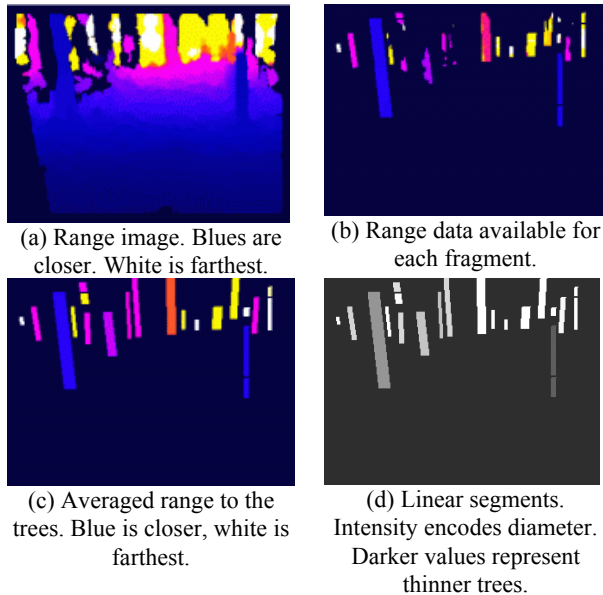 (a) Range image. Blues are
closer. White is farthest.
(b) Range data available for
each fragment.
(c) Averaged range to the
trees. Blue is closer, white is
farthest.
(d) Linear segments.
Intensity encodes diameter.
Darker values represent
thinner trees.